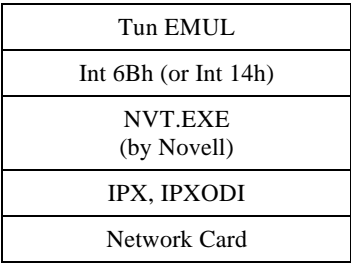 Tun EMUL
Int 6Bh (or Int 14h)
NVT.EXE
(by Novell)
IPX, IPXODI
Network Card